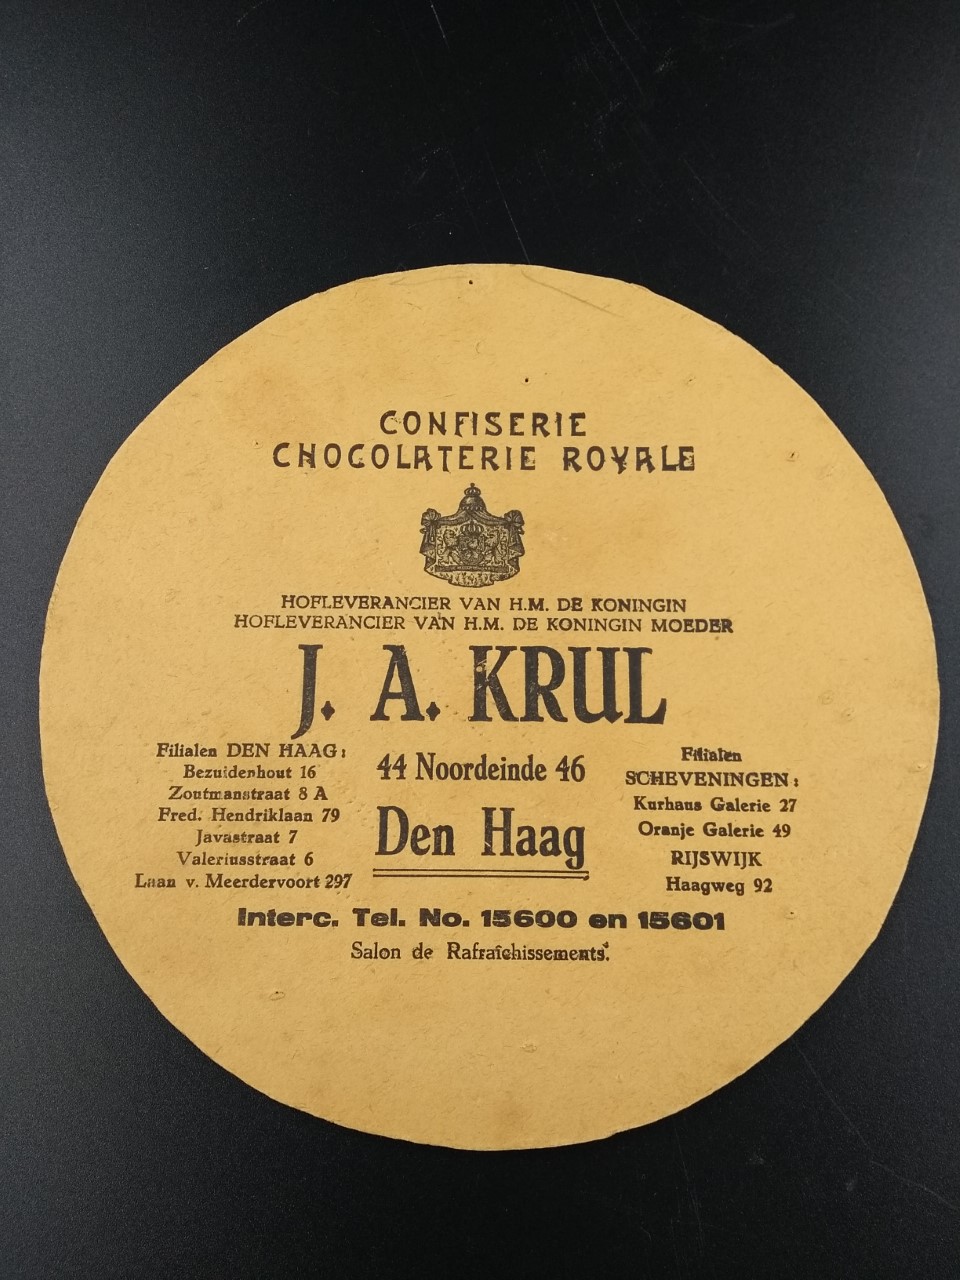 CONFISERIE
CHOCOLATERIE ROYALE
HOFLEVERANCIER VAN H.M. DE KONINGIN
HOFLEVERANCIER VAN H.M. DE KONINGIN MOEDER
J. A. KRUL
Filialen DEN HAAG:
Bezuidenhout 16
Zoutmanstraat 8 A
Fred. Hendriklaan 79
Javastraat 7
Valeriusstraat 6
Laan v. Meerdervoort 297
44 Noordeinde 46
Den Haag
Filialen
SCHEVENINGEN:
Kurhaus Galerie 27
Oranje Galerie 49
RIJSWIJK
Haagweg 92
Interc. Tel. No. 15600 en 15601
Salon de Rafraîchissements.